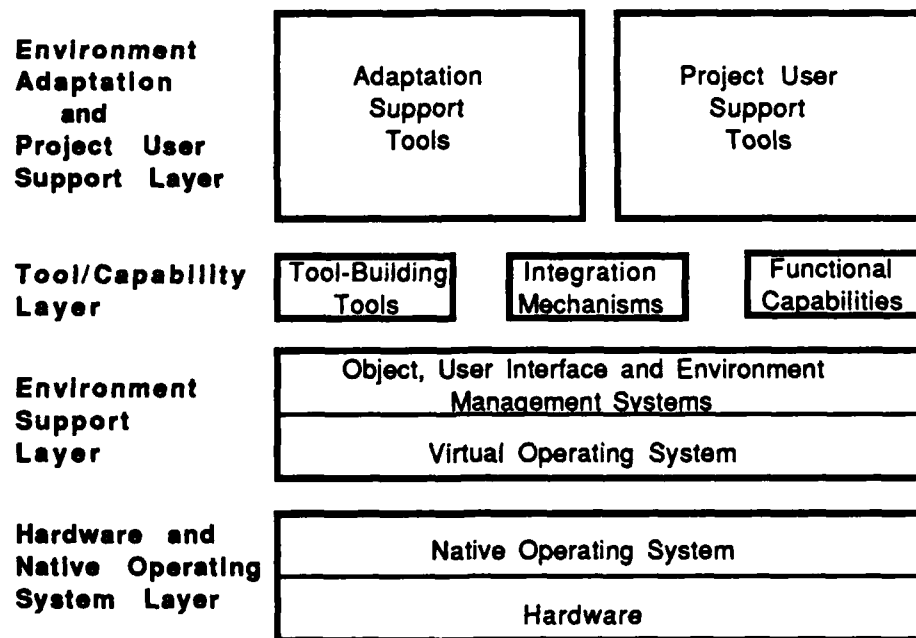 Environment
Adaptation
and
Project User
Support Layer
Adaptation
Support
Tools
Project User
Support
Tools
Tool/Capability
Layer
Tool-Building
Tools
Integration
Mechanisms
Functional
Capabilities
Environment
Support
Layer
Object, User Interface and Environment
Management Systems
Virtual Operating System
Hardware and
Native Operating
System Layer
Native Operating System
Hardware